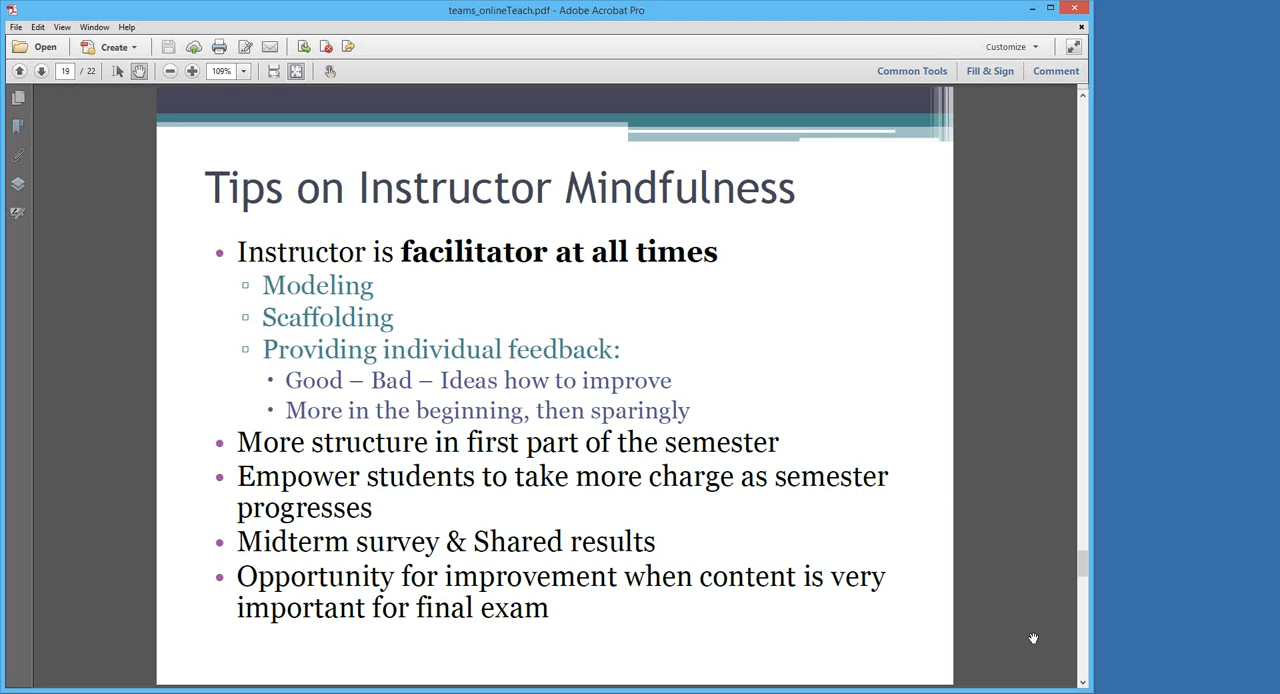 teams_onlineTeach.pdf - Adobe Acrobat Pro
File Edit View Window Help
Open Create Customize
19 / 22 109% Common Tools Fill & Sign Comment
Tips on Instructor Mindfulness
• Instructor is facilitator at all times
▫ Modeling
▫ Scaffolding
▫ Providing individual feedback:
• Good – Bad – Ideas how to improve
• More in the beginning, then sparingly
• More structure in first part of the semester
• Empower students to take more charge as semester
progresses
• Midterm survey & Shared results
• Opportunity for improvement when content is very
important for final exam